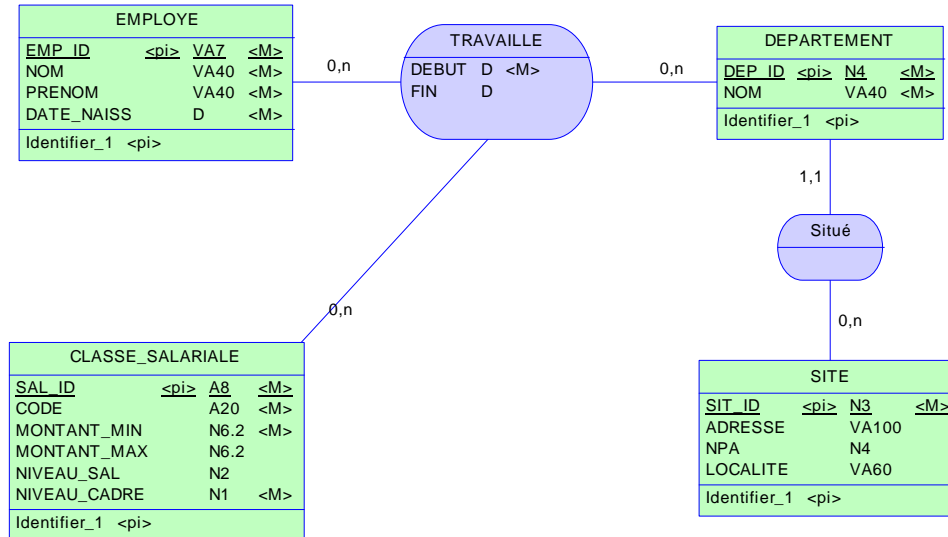 EMPLOYE
EMP_ID <pi> VA7 <M>
NOM VA40 <M>
PRENOM VA40 <M>
DATE_NAISS D <M>
Identifier_1 <pi>
0,n
TRAVAILLE
DEBUT D <M>
FIN D
0,n
DEPARTEMENT
DEP_ID <pi> N4 <M>
NOM VA40 <M>
Identifier_1 <pi>
1,1
Situé
0,n
0,n
CLASSE_SALARIALE
SAL_ID <pi> A8 <M>
CODE A20 <M>
MONTANT_MIN N6.2 <M>
MONTANT_MAX N6.2
NIVEAU_SAL N2
NIVEAU_CADRE N1 <M>
Identifier_1 <pi>
SITE
SIT_ID <pi> N3 <M>
ADRESSE VA100
NPA N4
LOCALITE VA60
Identifier_1 <pi>